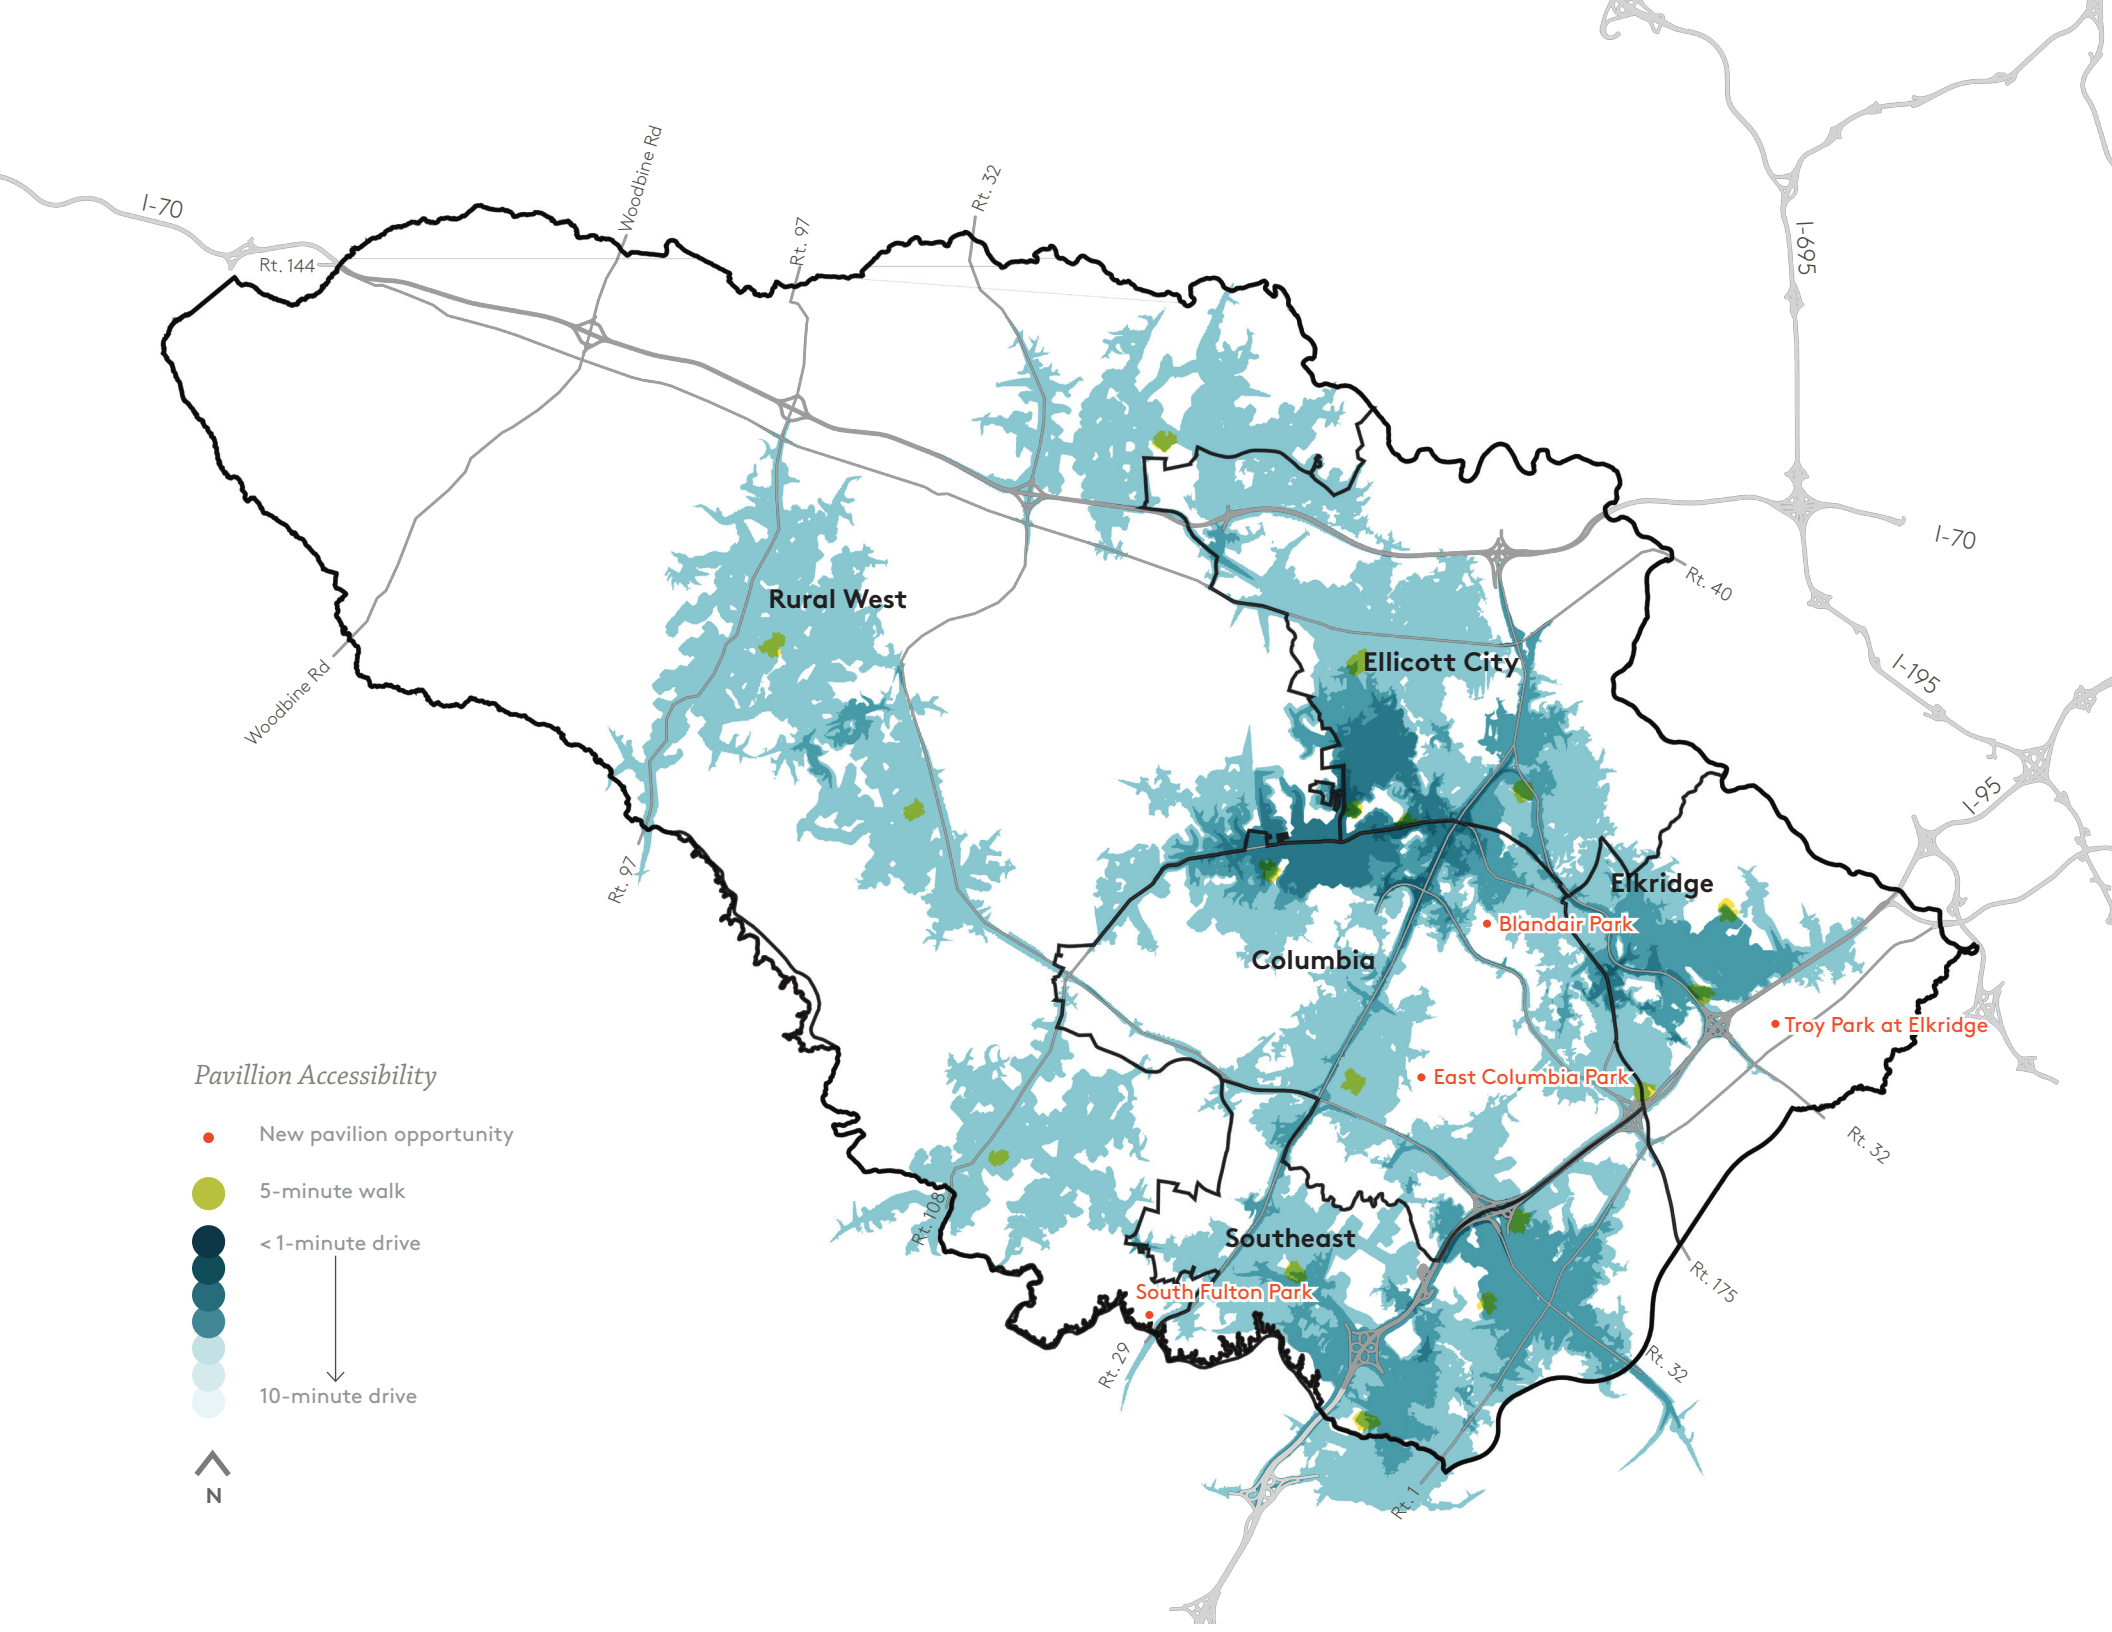 Woodbine Rd
Rt. 32
I-70
Rt. 97
Rt. 144
I-695
I-70
Rt. 40
Rural West
Ellicott City
Woodbine Rd
I-195
I-95
Rt. 97
Elkridge
Blandair Park
Columbia
Troy Park at Elkridge
East Columbia Park
Pavillion Accessibility
New pavilion opportunity
5-minute walk
< 1-minute drive
10-minute drive
N
Rt. 32
Rt. 108
Southeast
South Fulton Park
Rt. 175
Rt. 29
Rt. 32
Rt. 1